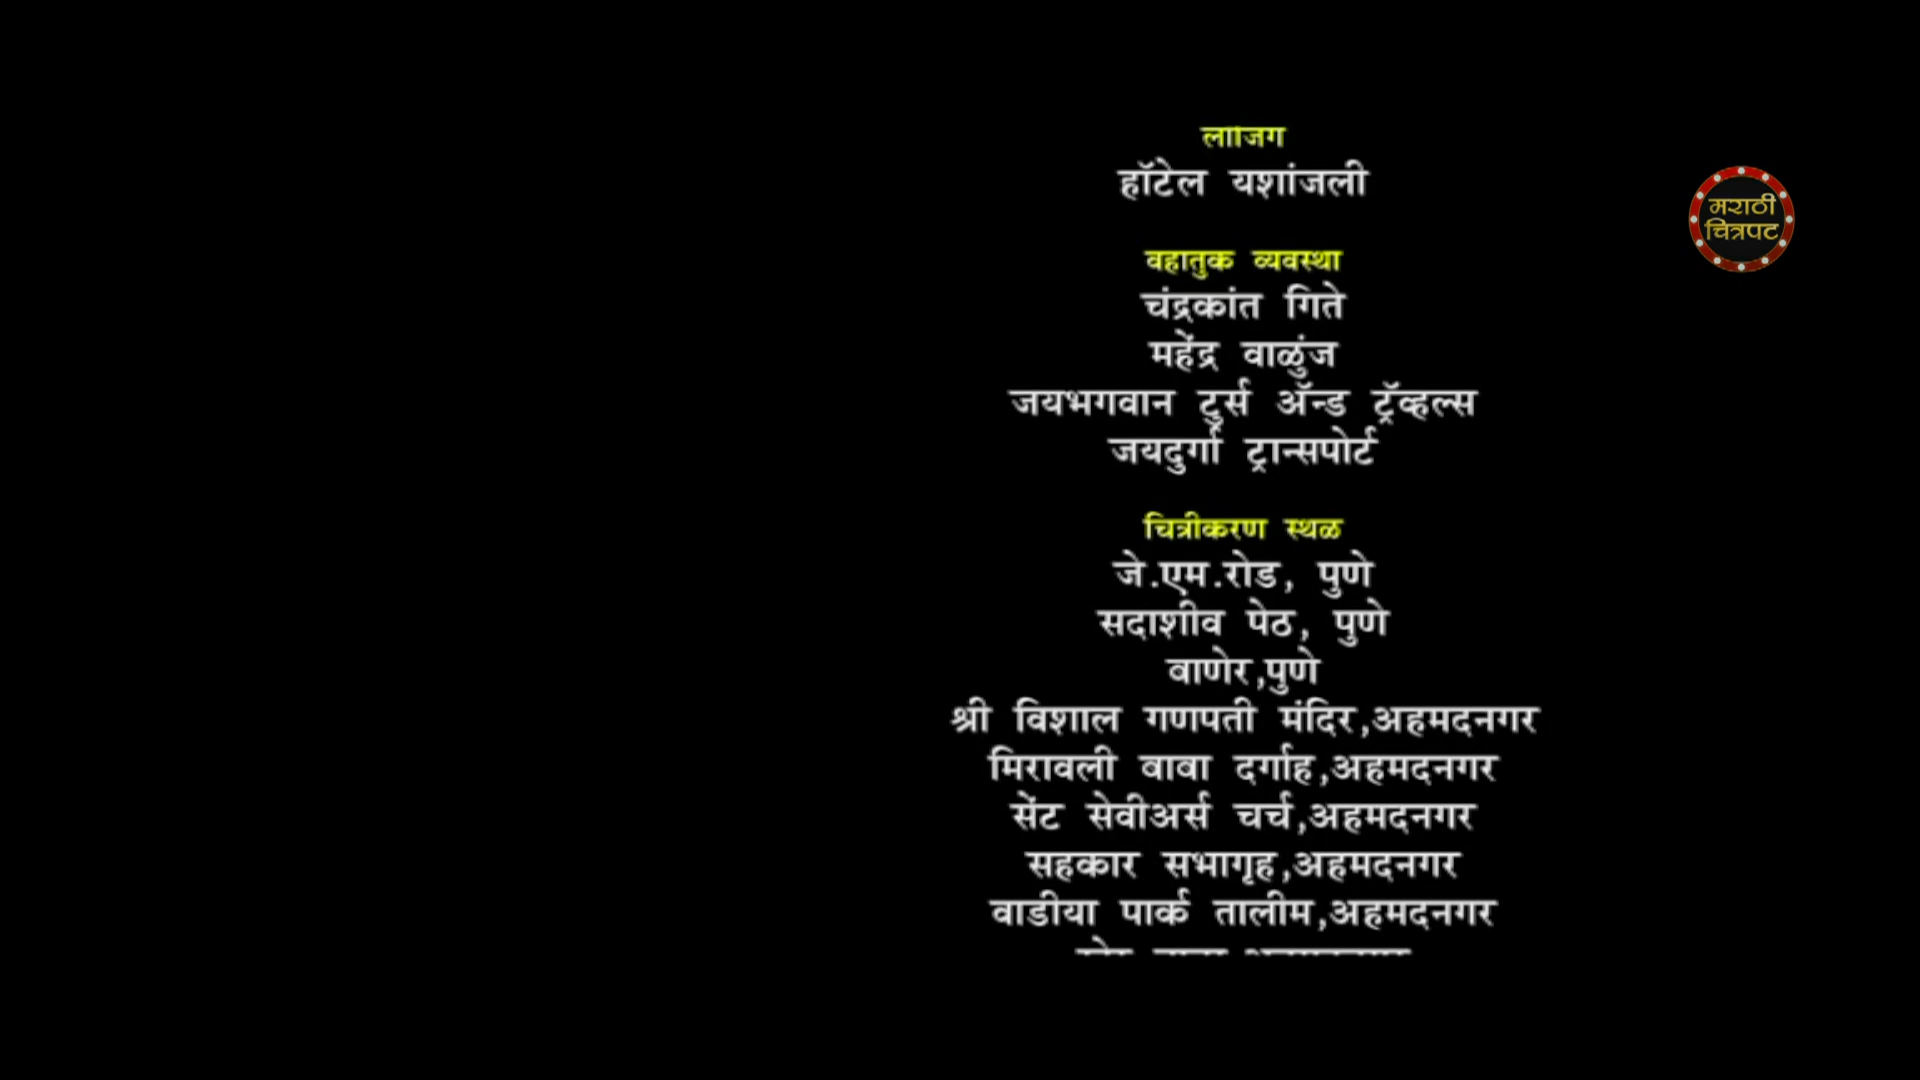 हॉटेल यशांजली
वहातुक व्यवस्था
चंद्रकांत गिते
महेंद्र वाळुंज
जयभगवान टुर्स ॲन्ड ट्रॅव्हल्स
जयदुर्गा ट्रान्सपोर्ट
चित्रीकरण स्थळ
जे.एम.रोड, पुणे
सदाशीव पेठ, पुणे
वाणेर,पुणे
श्री विशाल गणपती मंदिर,अहमदनगर
मिरावली बाबा दर्गाह,अहमदनगर
सेंट सेवीअर्स चर्च,अहमदनगर
सहकार सभागृह,अहमदनगर
वाडीया पार्क तालीम,अहमदनगर
मराठी
चित्रपट